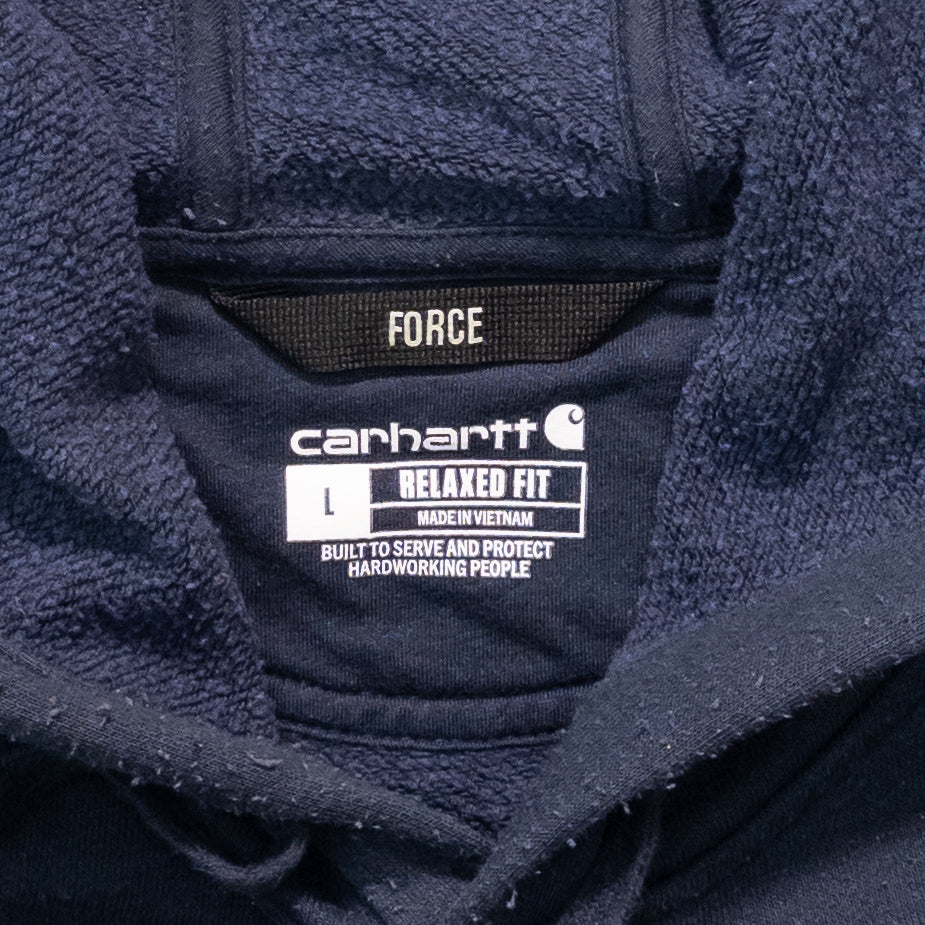 FORCE
carhartt
L
RELAXED FIT
MADE IN VIETNAM
BUILT TO SERVE AND PROTECT
HARDWORKING PEOPLE